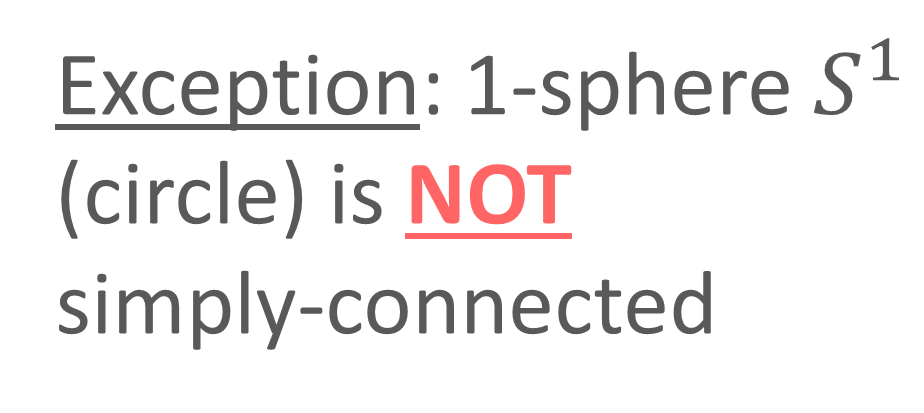 Exception: 1-sphere 𝑆¹
(circle) is NOT
simply-connected